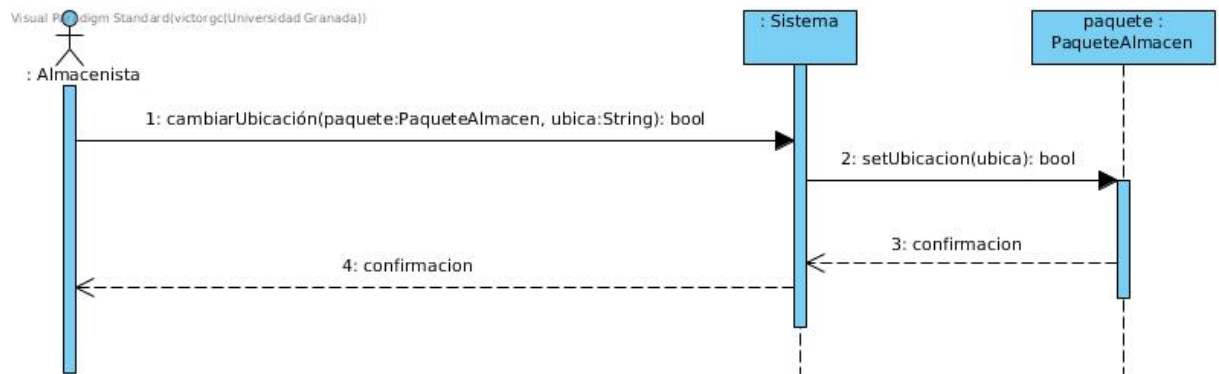 Visual Paradigm Standard(victorgc(Universidad Granada))
: Almacenista
: Sistema
paquete :
PaqueteAlmacen
1: cambiarUbicación(paquete:PaqueteAlmacen, ubica:String): bool
2: setUbicacion(ubica): bool
3: confirmacion
4: confirmacion